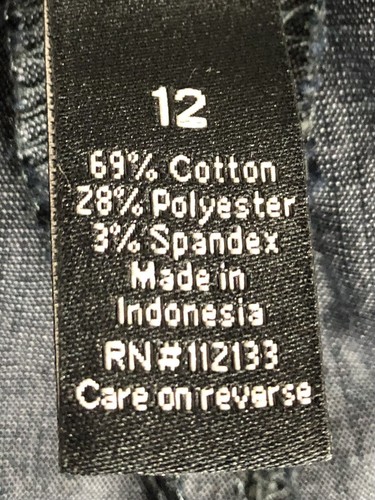 12
69% Cotton
28% Polyester
3% Spandex
Made in
Indonesia
RN#112133
Care on reverse